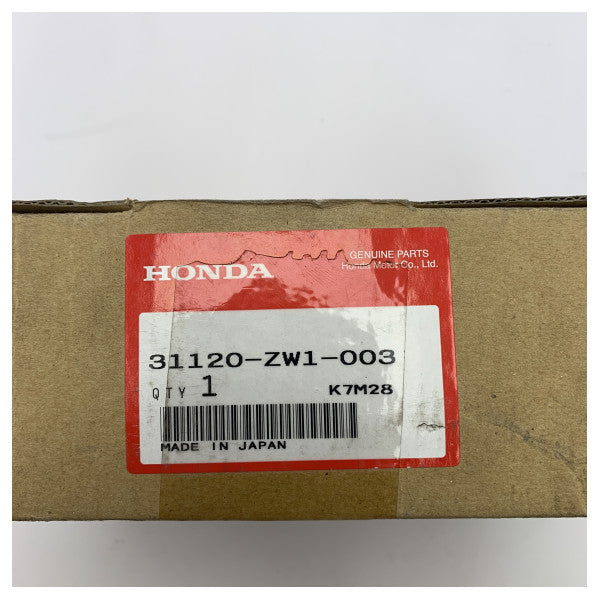 HONDA
GENUINE PARTS
Honda Motor Co., Ltd.
31120-ZW1-003
QTY 1
K7M28
MADE IN JAPAN